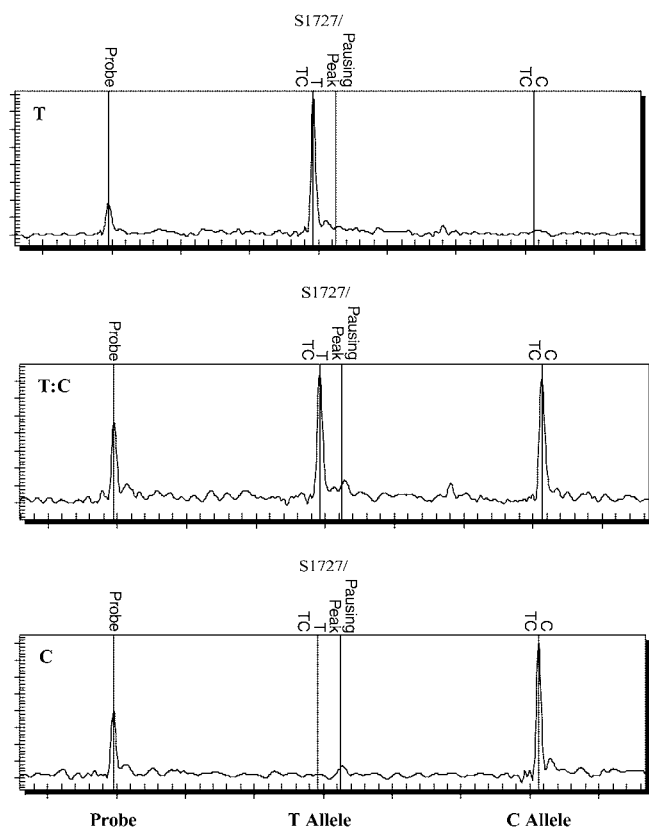 S1727/
Probe
TC T
Peak
Pausing
TC C
T
S1727/
Probe
TC T
Peak
Pausing
TC C
T:C
S1727/
Probe
TC T
Peak
Pausing
TC C
C
Probe T Allele C Allele